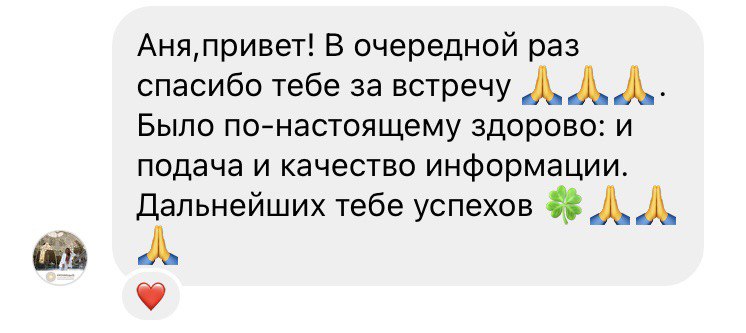 Аня,привет! В очередной раз
спасибо тебе за встречу 🙏🙏🙏.
Было по-настоящему здорово: и
подача и качество информации.
Дальнейших тебе успехов 🍀🙏🙏
🙏
❤️